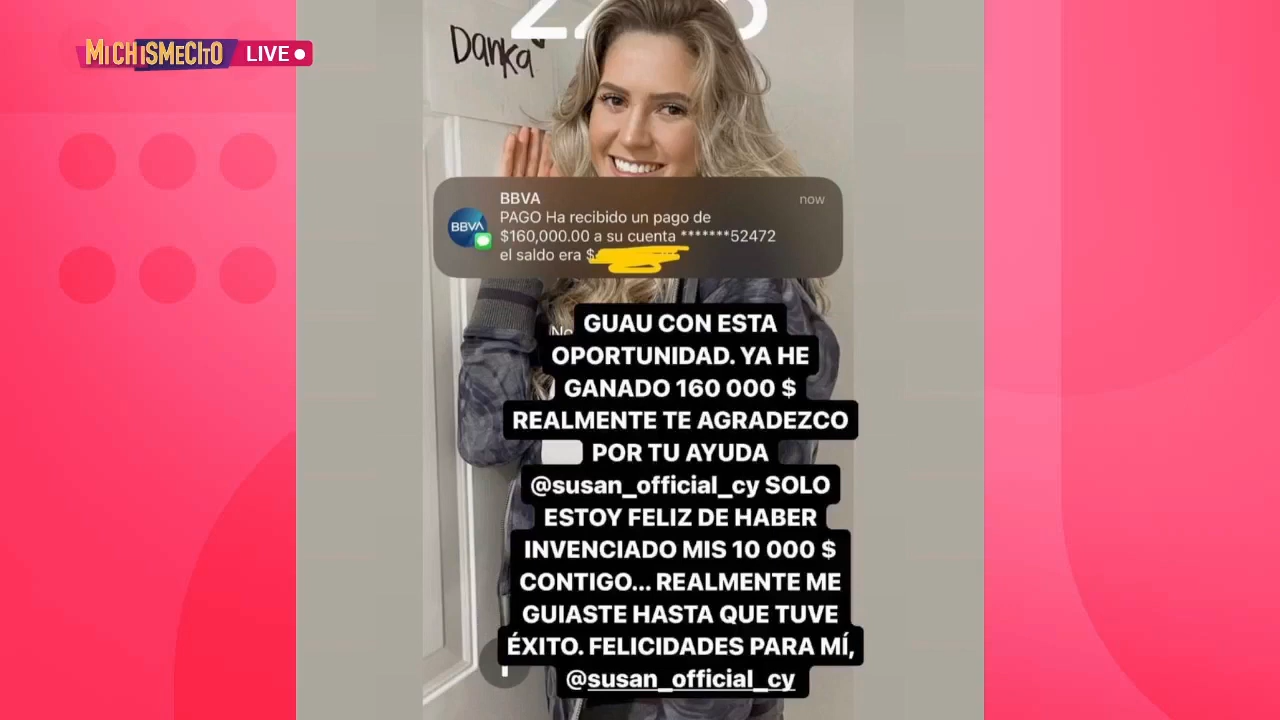 MICHISMECITO LIVE
Danka
BBVA now
PAGO Ha recibido un pago de
BBVA
$160,000.00 a su cuenta *******52472
el saldo era $
No
GUAU CON ESTA
OPORTUNIDAD. YA HE
GANADO 160 000 $
REALMENTE TE AGRADEZCO
POR TU AYUDA
@susan_official_cy SOLO
ESTOY FELIZ DE HABER
INVENCIADO MIS 10 000 $
CONTIGO... REALMENTE ME
GUIASTE HASTA QUE TUVE
ÉXITO. FELICIDADES PARA MÍ,
@susan_official_cy